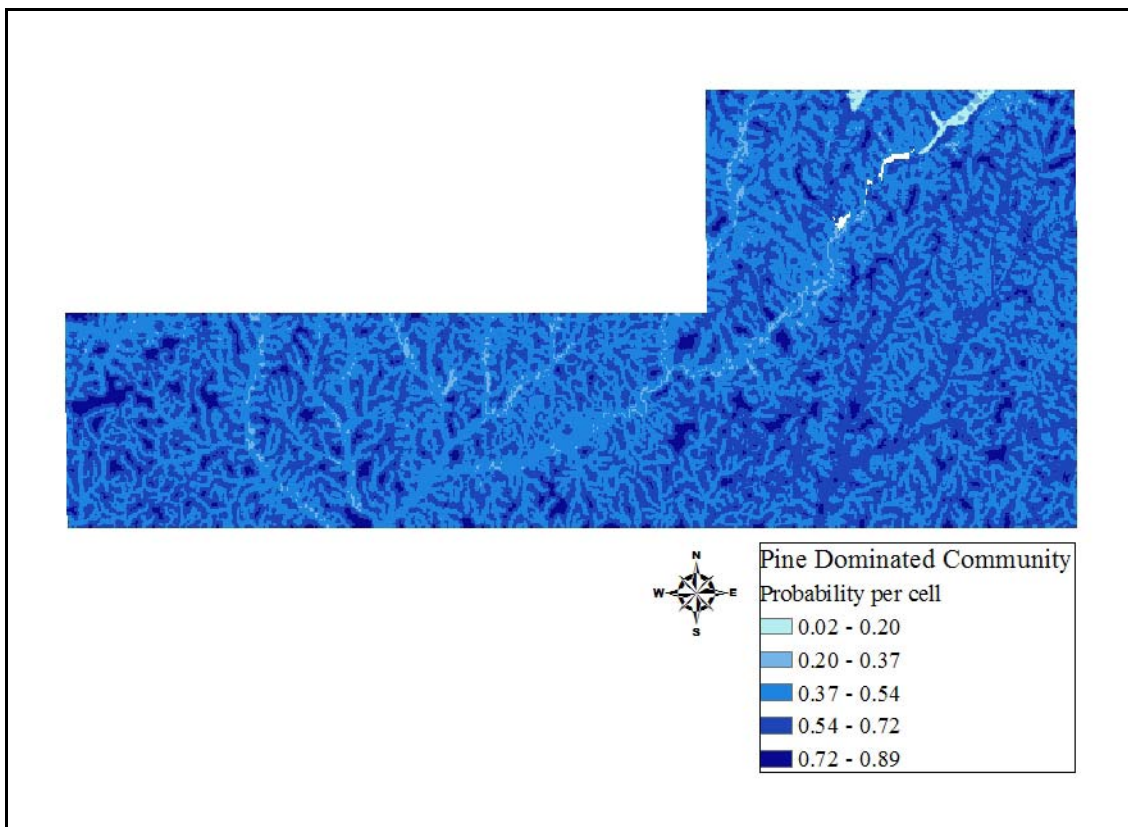 N
W E
S
Pine Dominated Community
Probability per cell
0.02 - 0.20
0.20 - 0.37
0.37 - 0.54
0.54 - 0.72
0.72 - 0.89